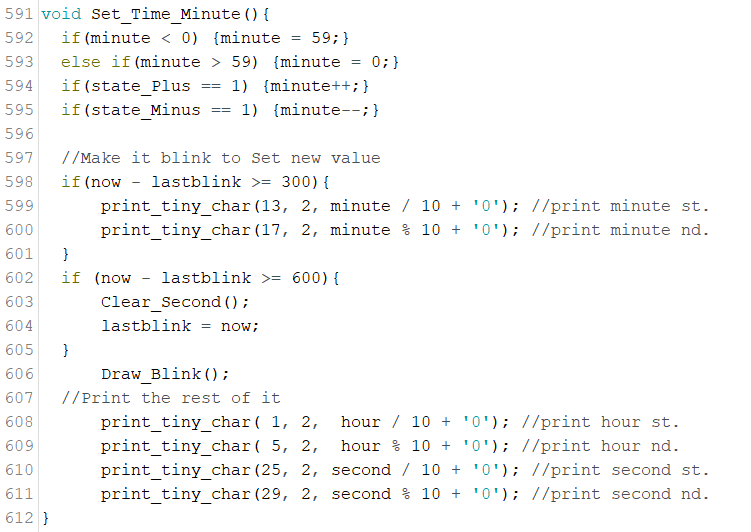 591 void Set_Time_Minute(){
592   if(minute < 0) {minute = 59;}
593   else if(minute > 59) {minute = 0;}
594   if(state_Plus == 1) {minute++;}
595   if(state_Minus == 1) {minute--;}
596
597   //Make it blink to Set new value
598   if(now - lastblink >= 300){
599       print_tiny_char(13, 2, minute / 10 + '0'); //print minute st.
600       print_tiny_char(17, 2, minute % 10 + '0'); //print minute nd.
601   }
602   if (now - lastblink >= 600){
603       Clear_Second();
604       lastblink = now;
605   }
606       Draw_Blink();
607   //Print the rest of it
608       print_tiny_char( 1, 2,  hour / 10 + '0'); //print hour st.
609       print_tiny_char( 5, 2,  hour % 10 + '0'); //print hour nd.
610       print_tiny_char(25, 2, second / 10 + '0'); //print second st.
611       print_tiny_char(29, 2, second % 10 + '0'); //print second nd.
612 }